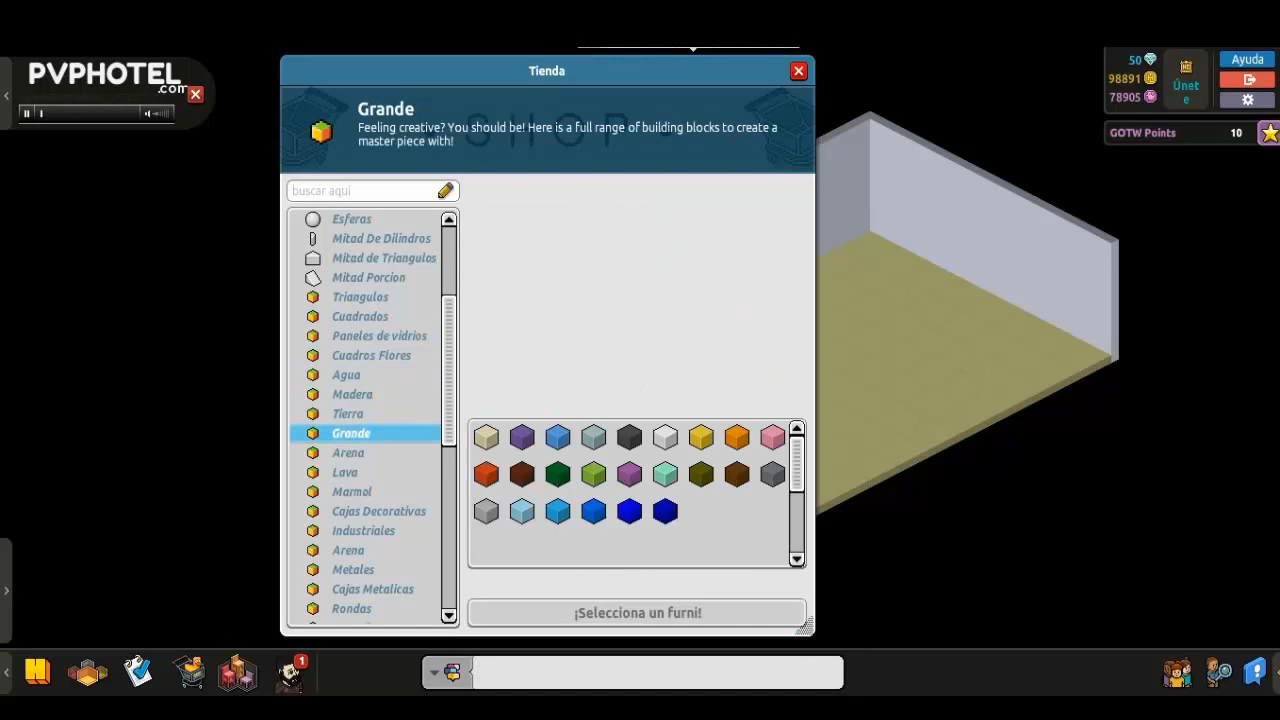 PVPHOTEL
.com
Tienda
Grande
Feeling creative? You should be! Here is a full range of building blocks to create a
master piece with!
SHOP
buscar aquí
Esferas
Mitad De Dilindros
Mitad de Triangulos
Mitad Porcion
Triangulos
Cuadrados
Paneles de vidrios
Cuadros Flores
Agua
Madera
Tierra
Grande
Arena
Lava
Marmol
Cajas Decorativas
Industriales
Arena
Metales
Cajas Metalicas
Rondas
¡Selecciona un furni!
50
98891
78905
Únet
e
Ayuda
GOTW Points 10
1